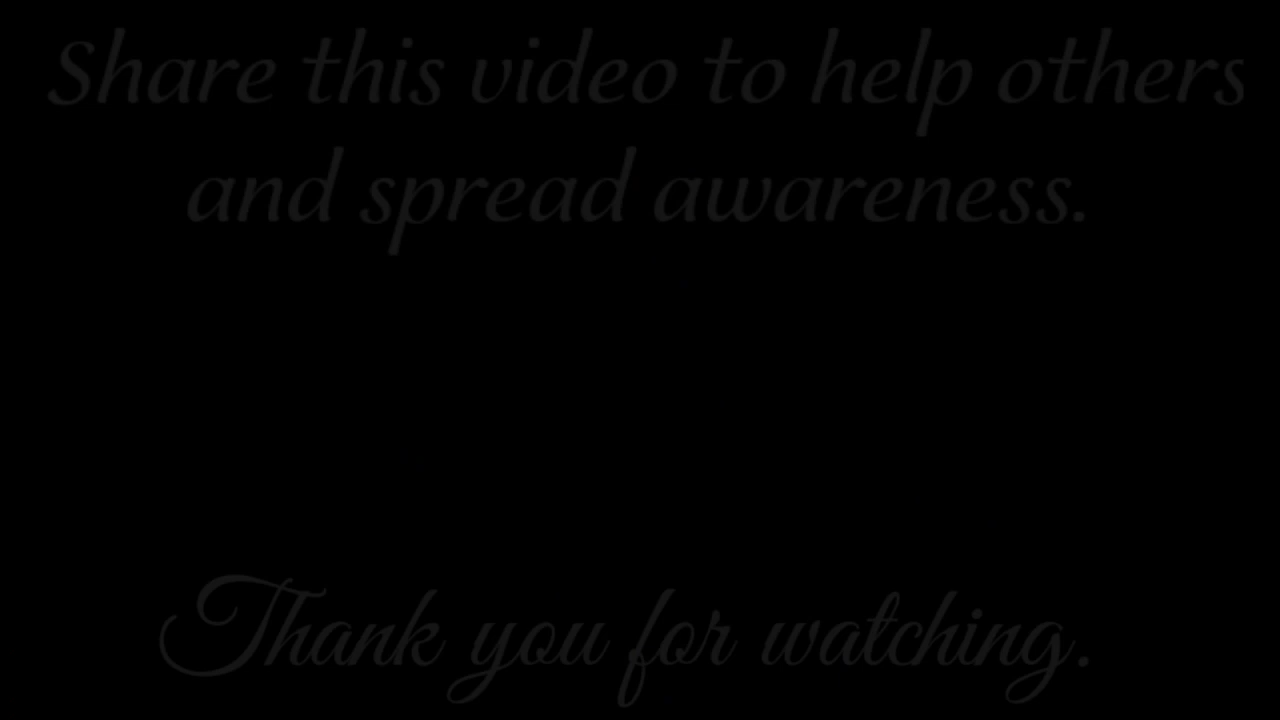 Share this video to help others
and spread awareness.
Thank you for watching.